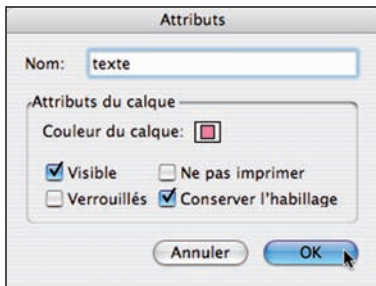 Attributs
Nom: texte
Attributs du calque
Couleur du calque:
Visible Ne pas imprimer
Verrouillés Conserver l'habillage
Annuler OK